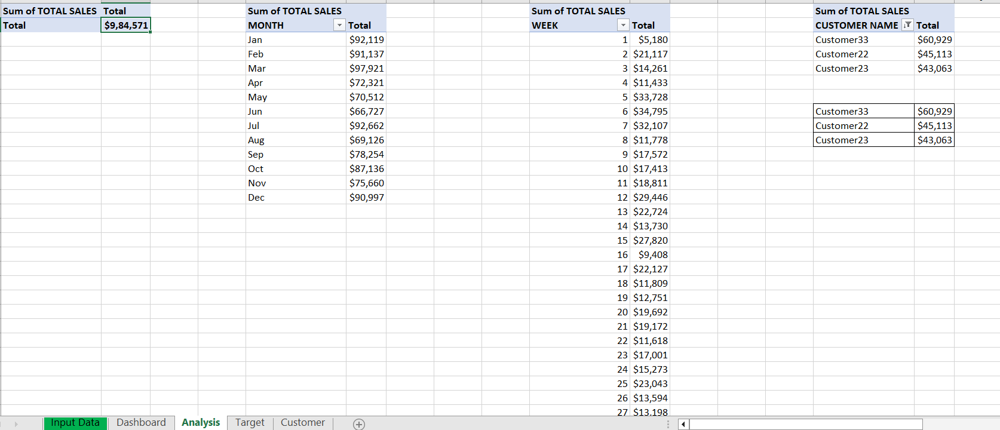 Sum of TOTAL SALES Total Sum of TOTAL SALES Sum of TOTAL SALES Sum of TOTAL SALES
Total $9,84,571 MONTH Total WEEK Total CUSTOMER NAME Total
Jan $92,119 1 $5,180 Customer33 $60,929
Feb $91,137 2 $21,117 Customer22 $45,113
Mar $97,921 3 $14,261 Customer23 $43,063
Apr $72,321 4 $11,433
May $70,512 5 $33,728
Jun $66,727 6 $34,795 Customer33 $60,929
Jul $92,662 7 $32,107 Customer22 $45,113
Aug $69,126 8 $11,778 Customer23 $43,063
Sep $78,254 9 $17,572
Oct $87,136 10 $17,413
Nov $75,660 11 $18,811
Dec $90,997 12 $29,446
13 $22,724
14 $13,730
15 $27,820
16 $9,408
17 $22,127
18 $11,809
19 $12,751
20 $19,692
21 $19,172
22 $11,618
23 $17,001
24 $15,273
25 $23,043
26 $13,594
27 $13,198
Input Data Dashboard Analysis Target Customer